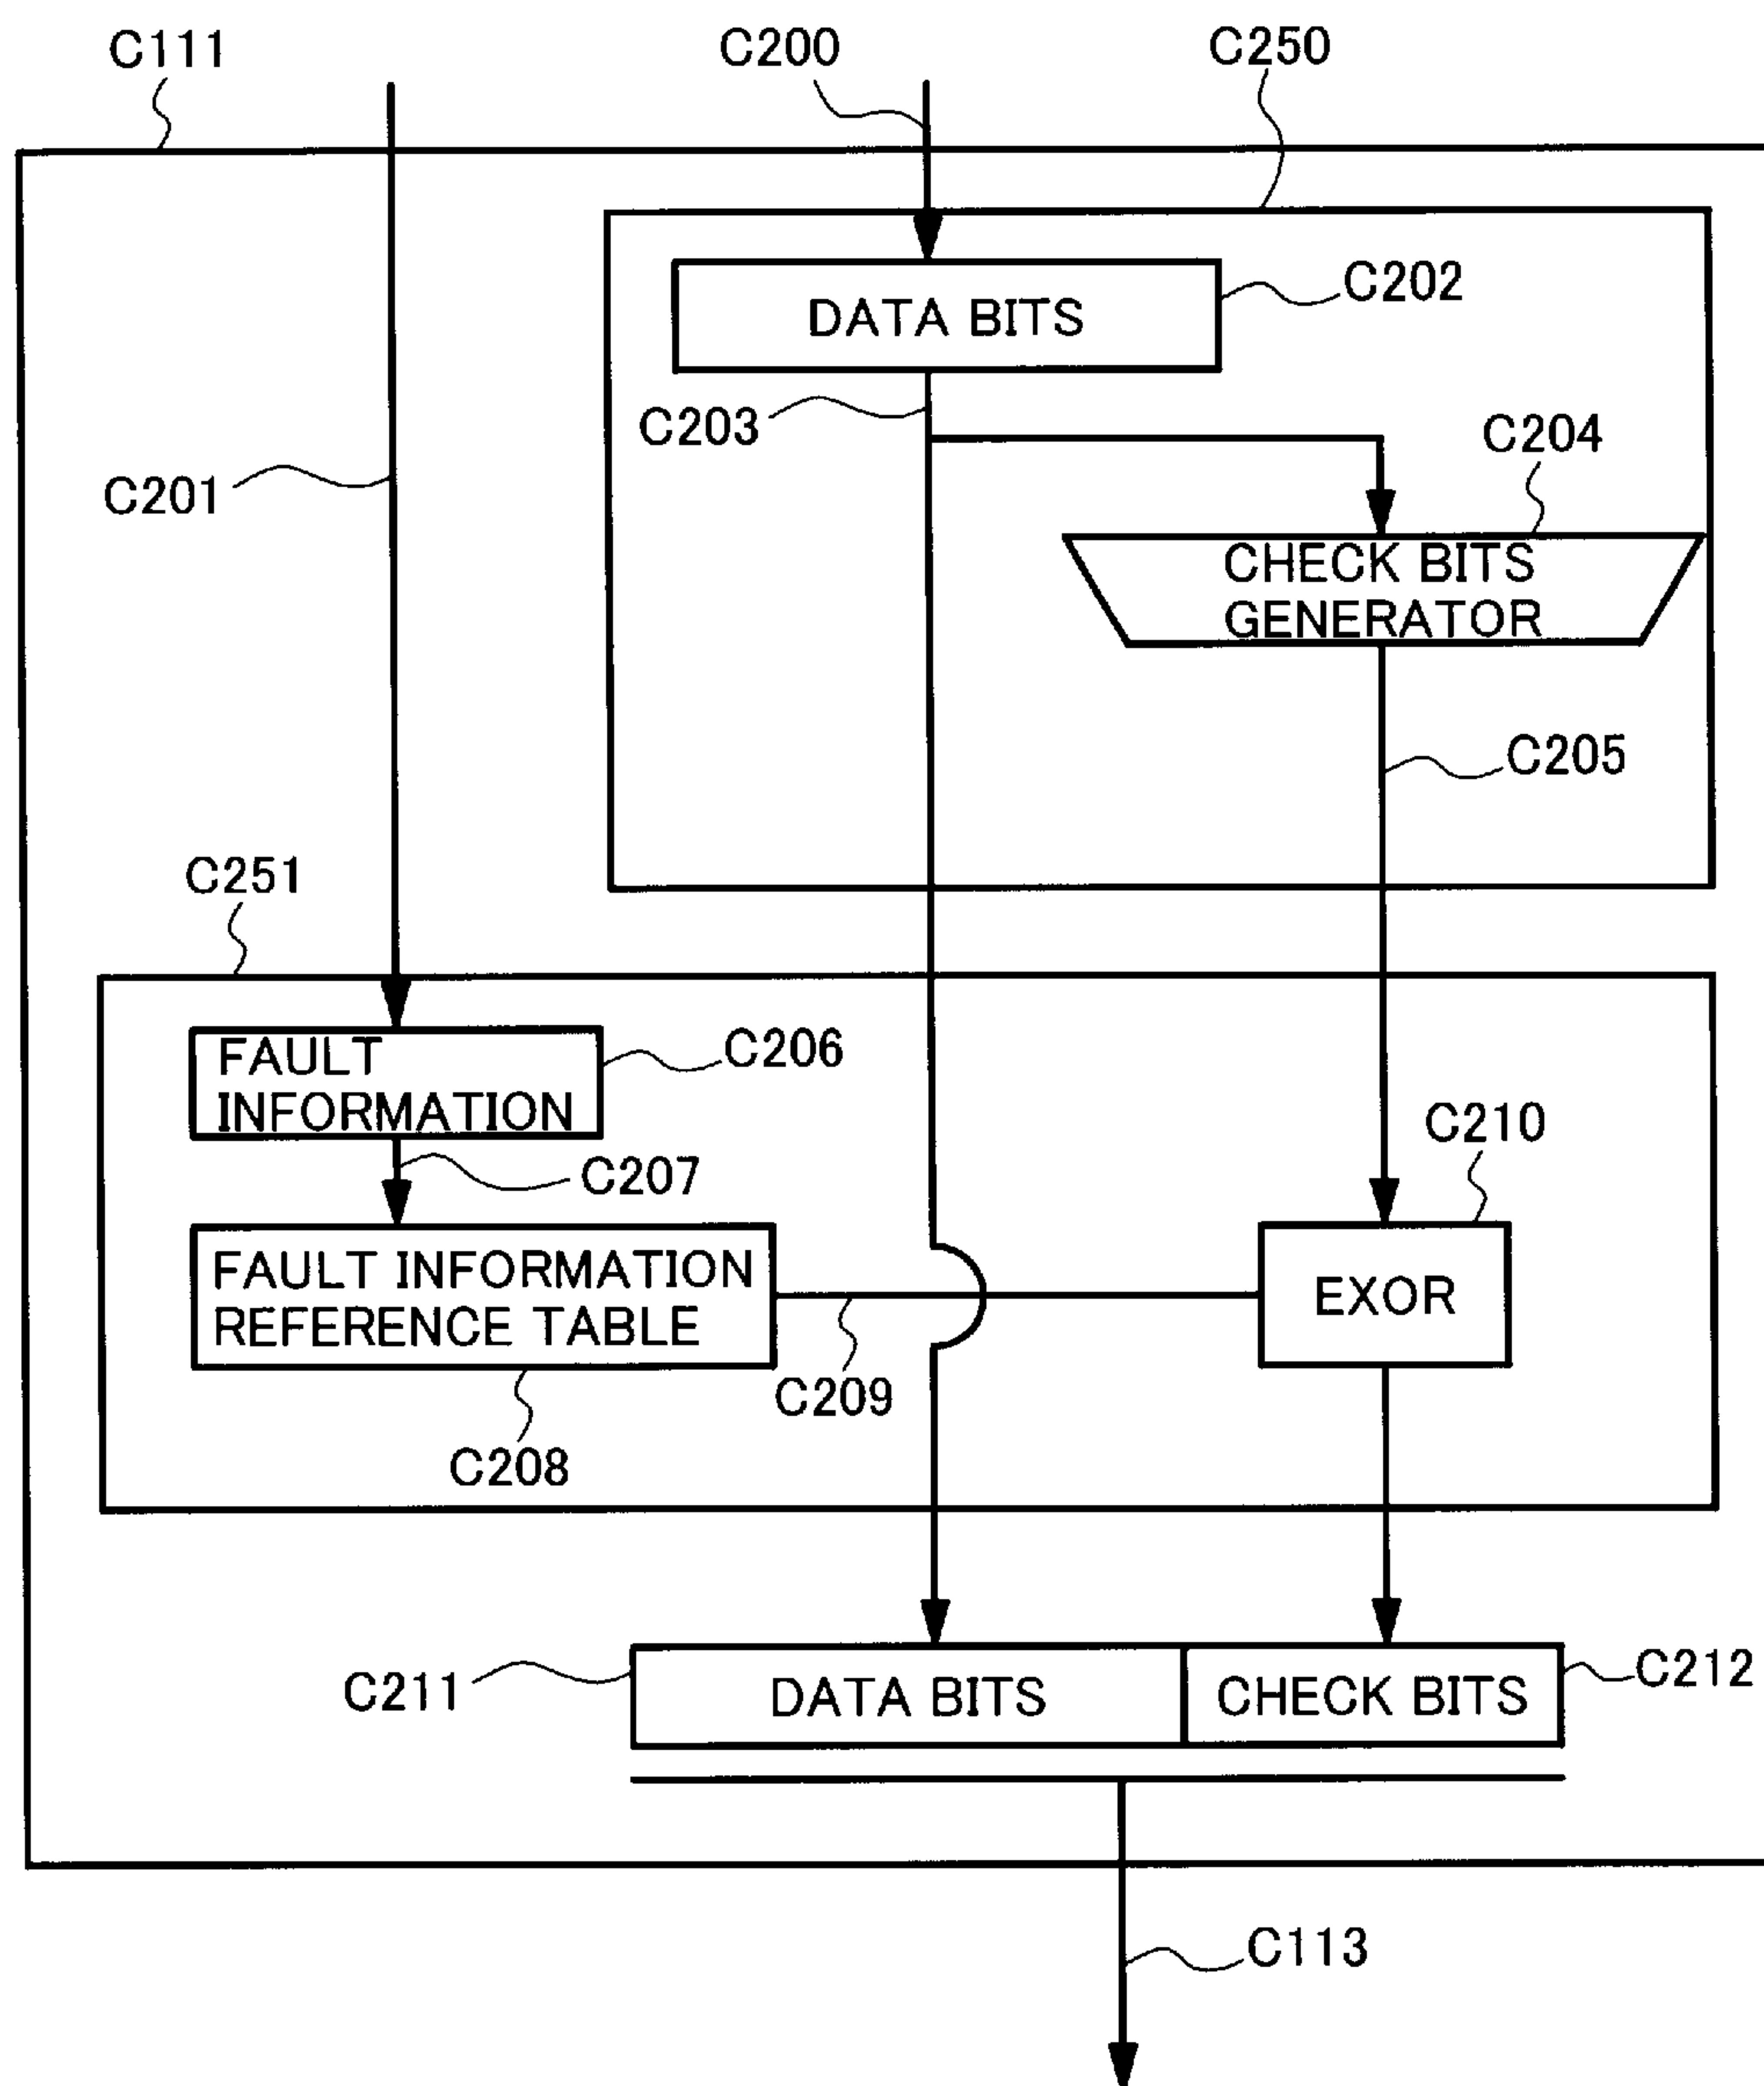 C111
C200
C250
DATA BITS
C202
C203
C204
C201
CHECK BITS
GENERATOR
C205
C251
FAULT
INFORMATION
C206
C210
C207
FAULT INFORMATION
REFERENCE TABLE
EXOR
C209
C208
C211
DATA BITS
CHECK BITS
C212
C113